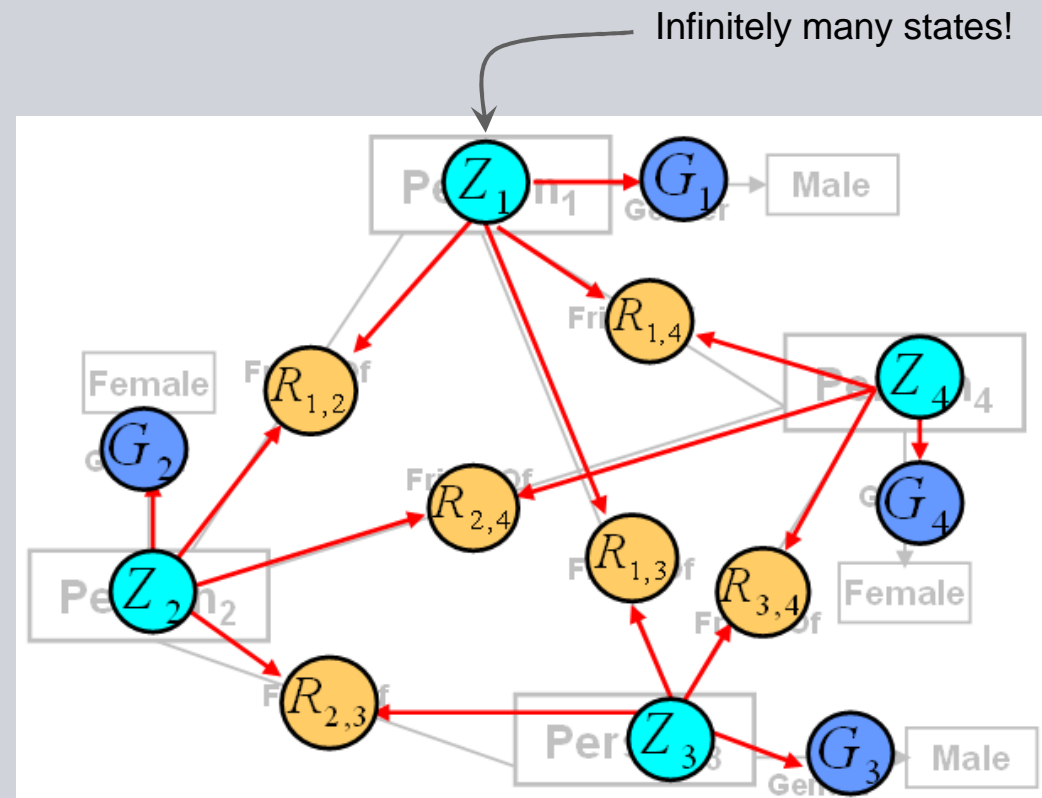 Infinitely many states!
Z1
G1
Male
R1,4
Z4
G4
Female
Female
R1,2
G2
R2,4
R1,3
R3,4
Z2
R2,3
Z3
G3
Male